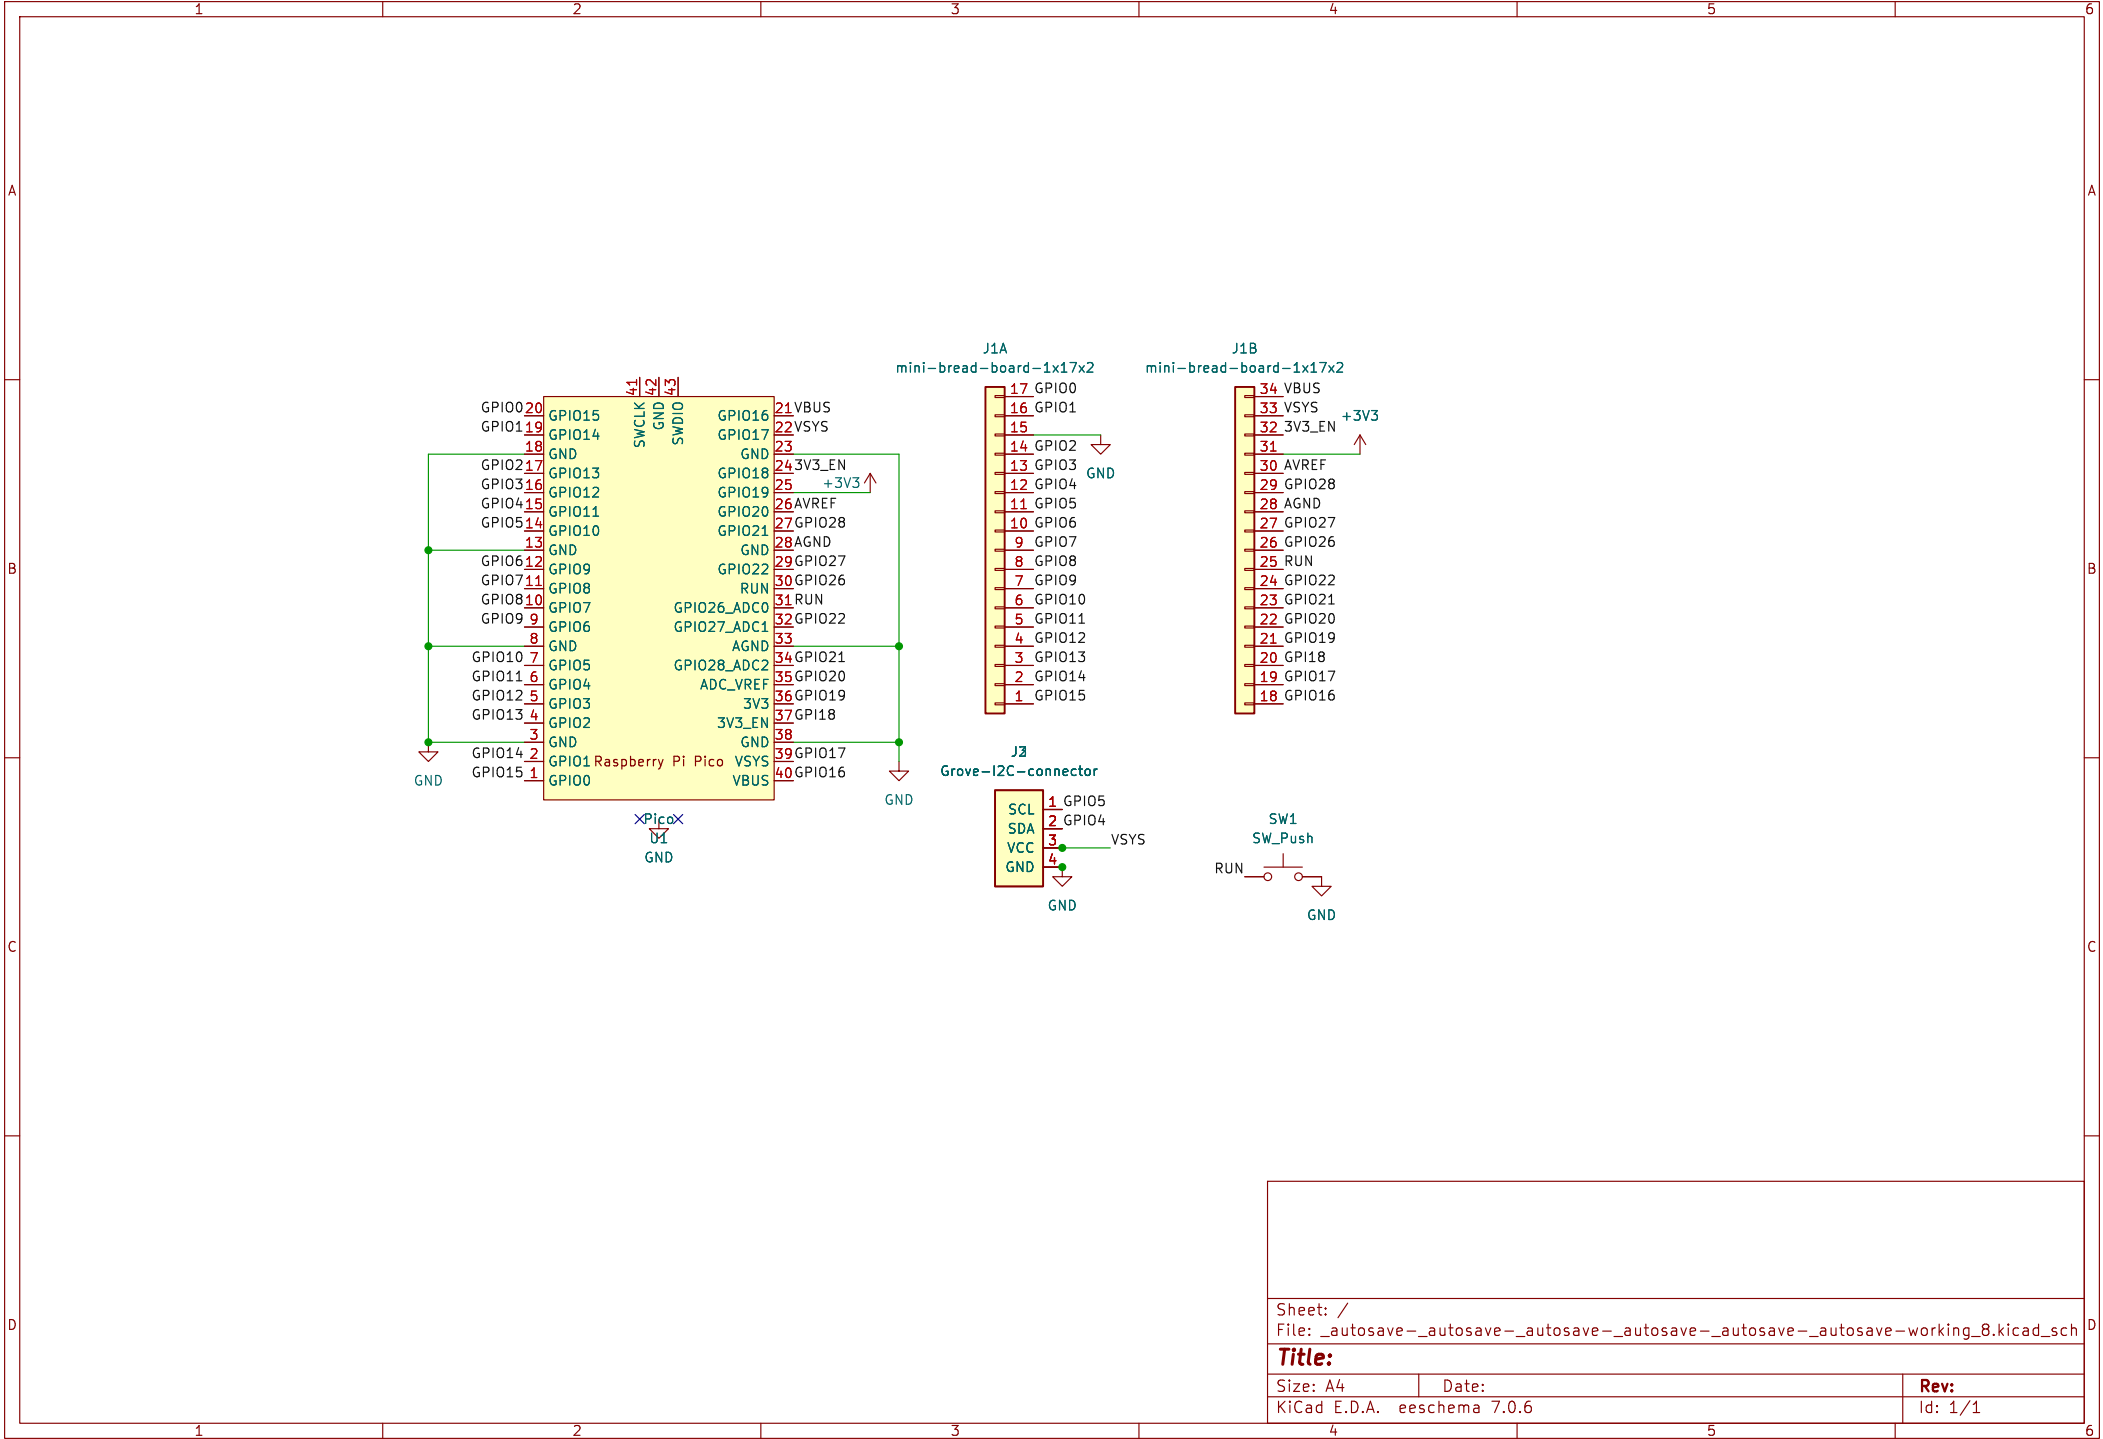 1 2 3 4 5 6
A A
B B
C C
D D
1 2 3 4 5 6
41 42 43
SWCLK GND SWDIO
GPIO0 20 GPIO15
GPIO1 19 GPIO14
18 GND
GPIO2 17 GPIO13
GPIO3 16 GPIO12
GPIO4 15 GPIO11
GPIO5 14 GPIO10
13 GND
GPIO6 12 GPIO9
GPIO7 11 GPIO8
GPIO8 10 GPIO7
GPIO9 9 GPIO6
8 GND
GPIO10 7 GPIO5
GPIO11 6 GPIO4
GPIO12 5 GPIO3
GPIO13 4 GPIO2
3 GND
GPIO14 2 GPIO1
GPIO15 1 GPIO0
GND
GPIO16 21 VBUS
GPIO17 22 VSYS
GND 23
GPIO18 24 3V3_EN
GPIO19 25 +3V3
GPIO20 26 AVREF
GPIO21 27 GPIO28
GND 28 AGND
GPIO22 29 GPIO27
RUN 30 GPIO26
GPIO26_ADC0 31 RUN
GPIO27_ADC1 32 GPIO22
AGND 33
GPIO28_ADC2 34 GPIO21
ADC_VREF 35 GPIO20
3V3 36 GPIO19
3V3_EN 37 GPI18
GND 38
VSYS 39 GPIO17
VBUS 40 GPIO16
GND
Raspberry Pi Pico
Pico
U1
GND
J1A
mini-bread-board-1x17x2
17 GPIO0
16 GPIO1
15
14 GPIO2
13 GPIO3
12 GPIO4
11 GPIO5
10 GPIO6
9 GPIO7
8 GPIO8
7 GPIO9
6 GPIO10
5 GPIO11
4 GPIO12
3 GPIO13
2 GPIO14
1 GPIO15
GND
J1B
mini-bread-board-1x17x2
34 VBUS
33 VSYS
32 3V3_EN
31 +3V3
30 AVREF
29 GPIO28
28 AGND
27 GPIO27
26 GPIO26
25 RUN
24 GPIO22
23 GPIO21
22 GPIO20
21 GPIO19
20 GPI18
19 GPIO17
18 GPIO16
Grove-I2C-connector
SCL 1 GPIO5
SDA 2 GPIO4
VCC 3 VSYS
GND 4
GND
SW1
SW_Push
RUN
GND
Sheet: /
File: _autosave-_autosave-_autosave-_autosave-_autosave-_autosave-working_8.kicad_sch
Title:
Size: A4 Date: Rev:
KiCad E.D.A. eeschema 7.0.6 Id: 1/1